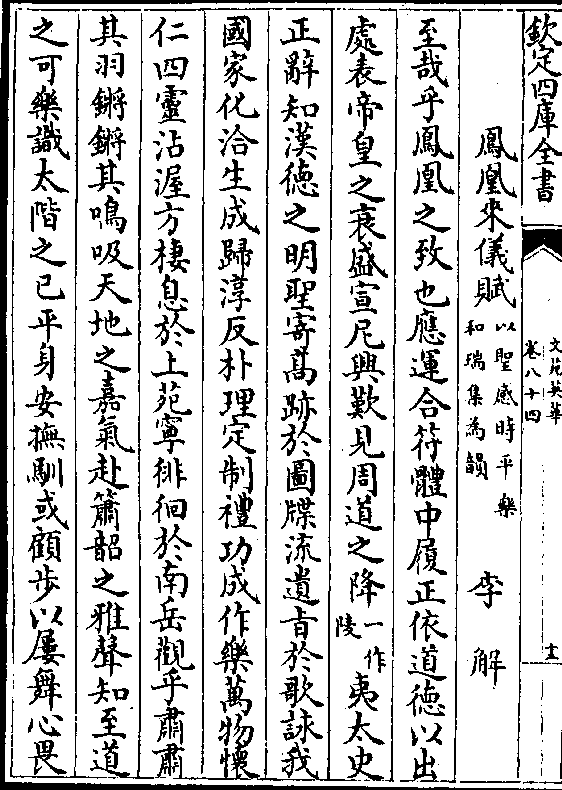 欽定四庫全書
文苑英華
卷八十四
十三
鳳凰來儀賦
以聖感時平樂
和瑞集為韻
李解
至哉乎鳳凰之致也應運合符體中履正依道德以出
處表帝皇之衰盛宣尼興歎見周道之降一作陵夷太史
正辭知漢德之明聖寄髙跡於圖牒流遺旨於歌詠我
國家化洽生成歸淳反朴理定制禮功成作樂萬物懷
仁四靈沾渥方棲息於上苑寧徘徊於南岳觀乎肅肅
其羽鏘鏘其鳴吸天地之嘉氣赴簫韶之雅聲知至道
之可樂識太階之已平身安撫馴或顧步以屢舞心畏